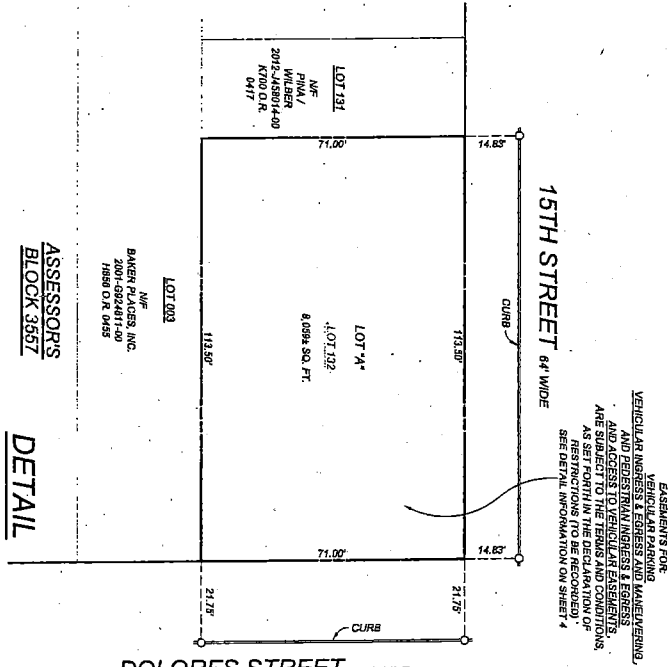 EASEMENTS FOR:
VEHICULAR PARKING
VEHICULAR INGRESS & EGRESS AND MANEUVERING,
AND PEDESTRIAN INGRESS & EGRESS
AND ACCESS TO VEHICULAR EASEMENTS,
ARE SUBJECT TO THE TERMS AND CONDITIONS,
AS SET FORTH IN THE DECLARATION OF
RESTRICTIONS (TO BE RECORDED)
SEE DETAIL INFORMATION ON SHEET 4
15TH STREET 64' WIDE
CURB
14.83'
14.83'
LOT 131
N/F
PINA /
WILBER
2012-J458014-00
K700 O.R.
0417
71.00'
113.50'
LOT "A"
LOT 132
8,059± SQ. FT.
113.50'
71.00'
21.75'
21.75'
CURB
LOT 003
N/F
BAKER PLACES, INC.
2001-G924811-00
H856 O.R. 0455
ASSESSOR'S
BLOCK 3557
DETAIL
DOLORES STREET